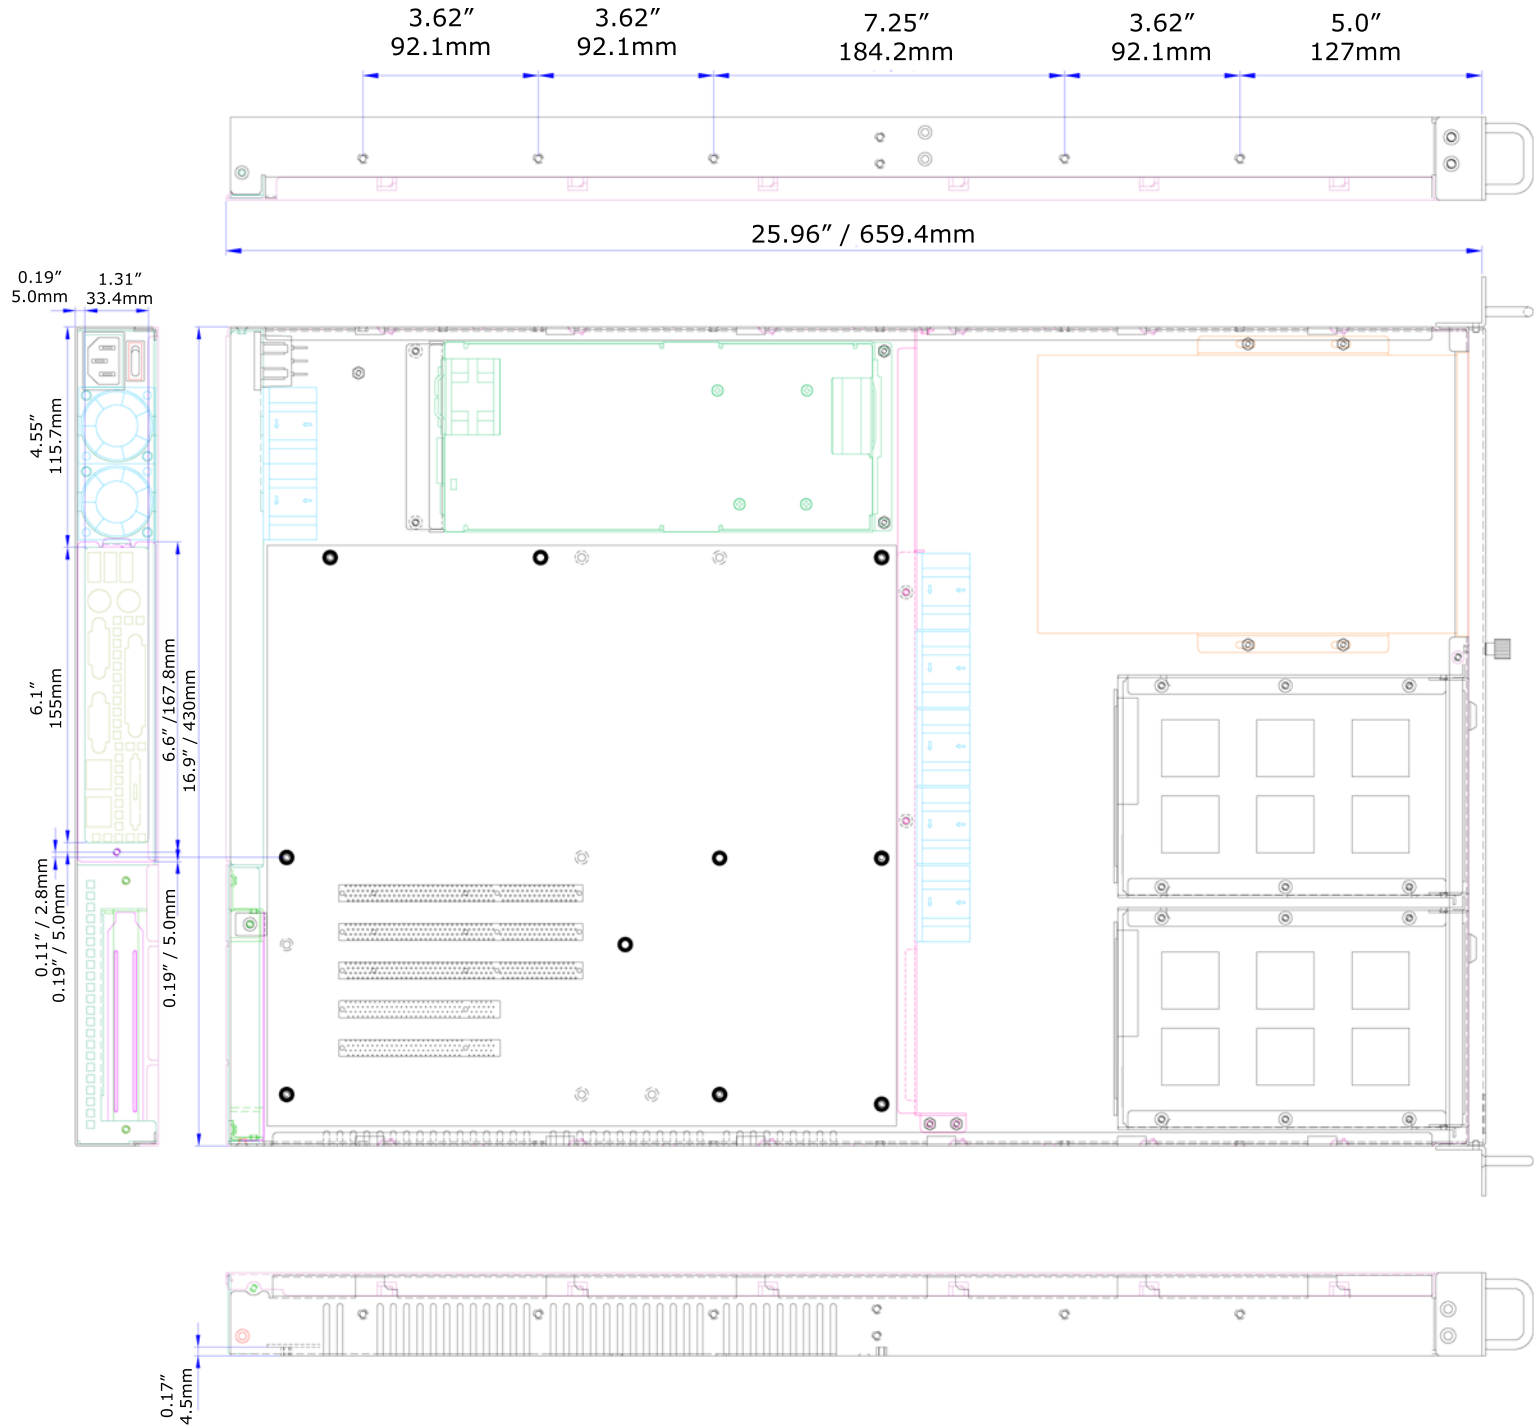 3.62”
92.1mm
3.62”
92.1mm
7.25”
184.2mm
3.62”
92.1mm
5.0”
127mm
25.96” / 659.4mm
0.19”
5.0mm
1.31”
33.4mm
4.55”
115.7mm
6.1”
155mm
6.6” /167.8mm
16.9” / 430mm
0.11” / 2.8mm
0.19” / 5.0mm
0.19” / 5.0mm
0.17”
4.5mm